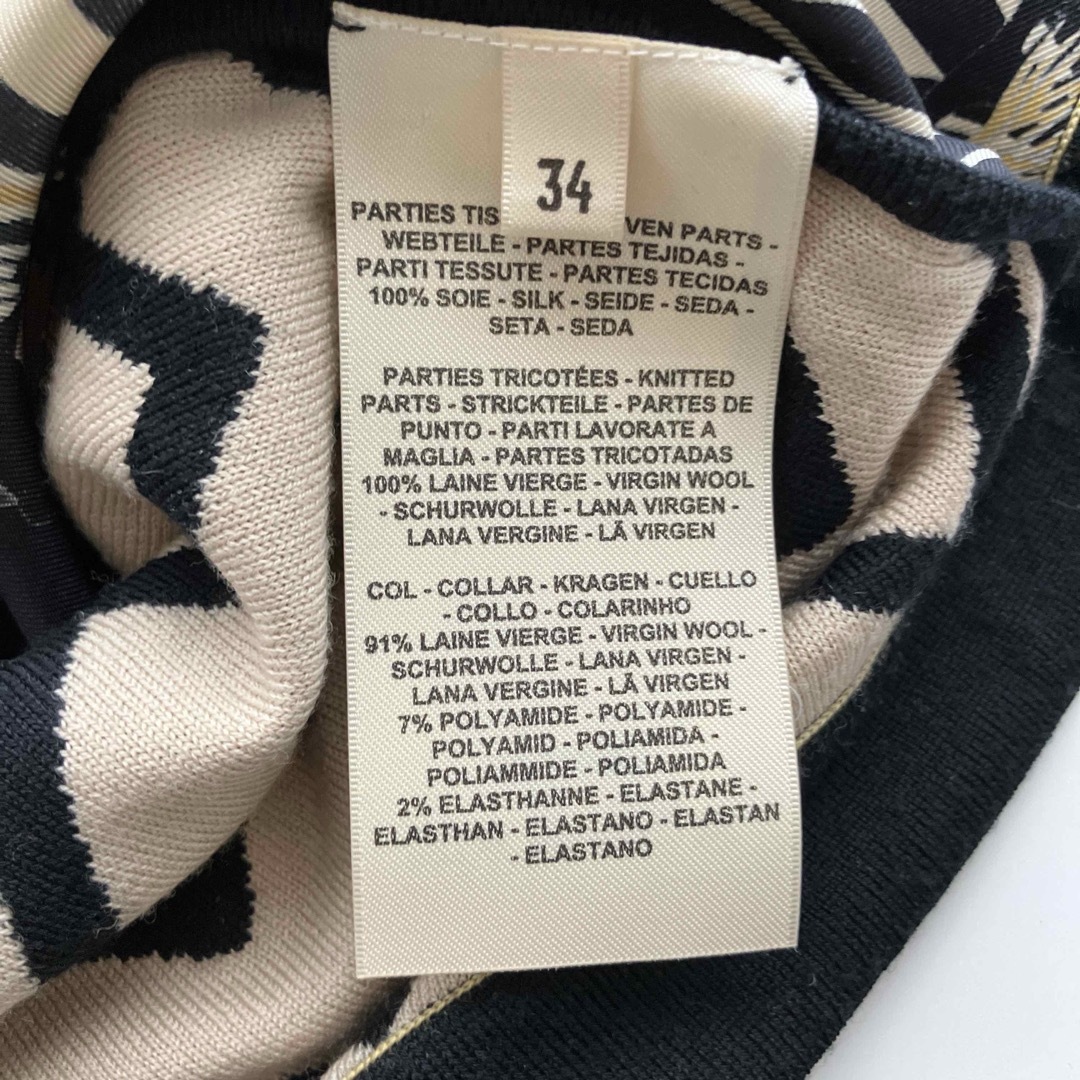 34
PARTIES TIS VEN PARTS -
WEBTEILE - PARTES TEJIDAS -
PARTI TESSUTE - PARTES TECIDAS
100% SOIE - SILK - SEIDE - SEDA -
SETA - SEDA
PARTIES TRICOTÉES - KNITTED
PARTS - STRICKTEILE - PARTES DE
PUNTO - PARTI LAVORATE A
MAGLIA - PARTES TRICOTADAS
100% LAINE VIERGE - VIRGIN WOOL
- SCHURWOLLE - LANA VIRGEN -
LANA VERGINE - LÃ VIRGEN
COL - COLLAR - KRAGEN - CUELLO
- COLLO - COLARINHO
91% LAINE VIERGE - VIRGIN WOOL -
SCHURWOLLE - LANA VIRGEN -
LANA VERGINE - LÃ VIRGEN
7% POLYAMIDE - POLYAMIDE -
POLYAMID - POLIAMIDA -
POLIAMMIDE - POLIAMIDA
2% ELASTHANNE - ELASTANE -
ELASTHAN - ELASTANO - ELASTAN
- ELASTANO